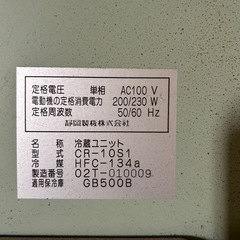 定格電圧 単相 AC100 V
電動機の定格消費電力 200/230 W
定格周波数 50/60 Hz
静岡製機株式会社
名称 冷蔵ユニット
型名 CR-10S1
冷媒 HFC-134a
製造番号 02T-010009
適用保冷庫 GB500B